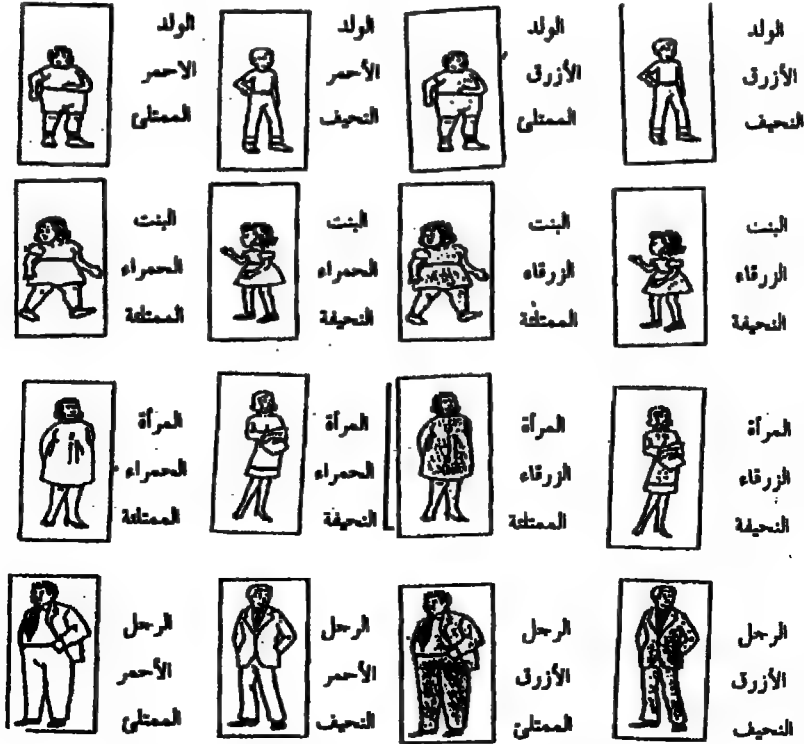 الولد
الأزرق
النحيف
الولد
الأزرق
الممتلئ
الولد
الأحمر
النحيف
الولد
الاحمر
الممتلئ
البنت
الزرقاء
النحيفة
البنت
الزرقاء
الممتلئة
البنت
الحمراء
النحيفة
البنت
الحمراء
الممتلئة
المرأة
الزرقاء
النحيفة
المرأة
الزرقاء
الممتلئة
المرأة
الحمراء
النحيفة
المرأة
الحمراء
الممتلئة
الرجل
الأزرق
النحيف
الرجل
الأزرق
الممتلئ
الرجل
الأحمر
النحيف
الرجل
الأحمر
الممتلئ